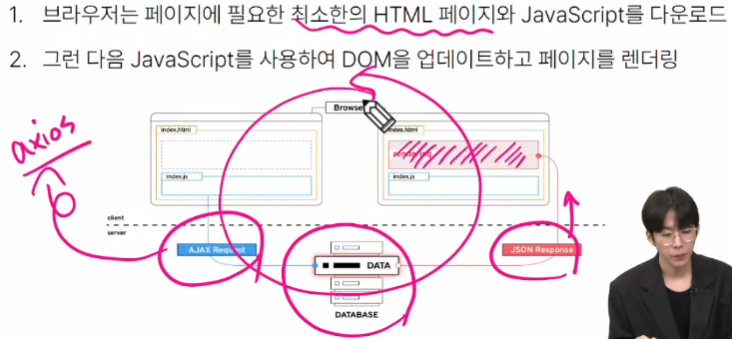 1. 브라우저는 페이지에 필요한 최소한의 HTML 페이지와 JavaScript를 다운로드
2. 그런 다음 JavaScript를 사용하여 DOM을 업데이트하고 페이지를 렌더링
Browse
index.html
index.html
axios
index.js
index.js
client
server
AJAX Request
JSON Response
DATA
DATABASE